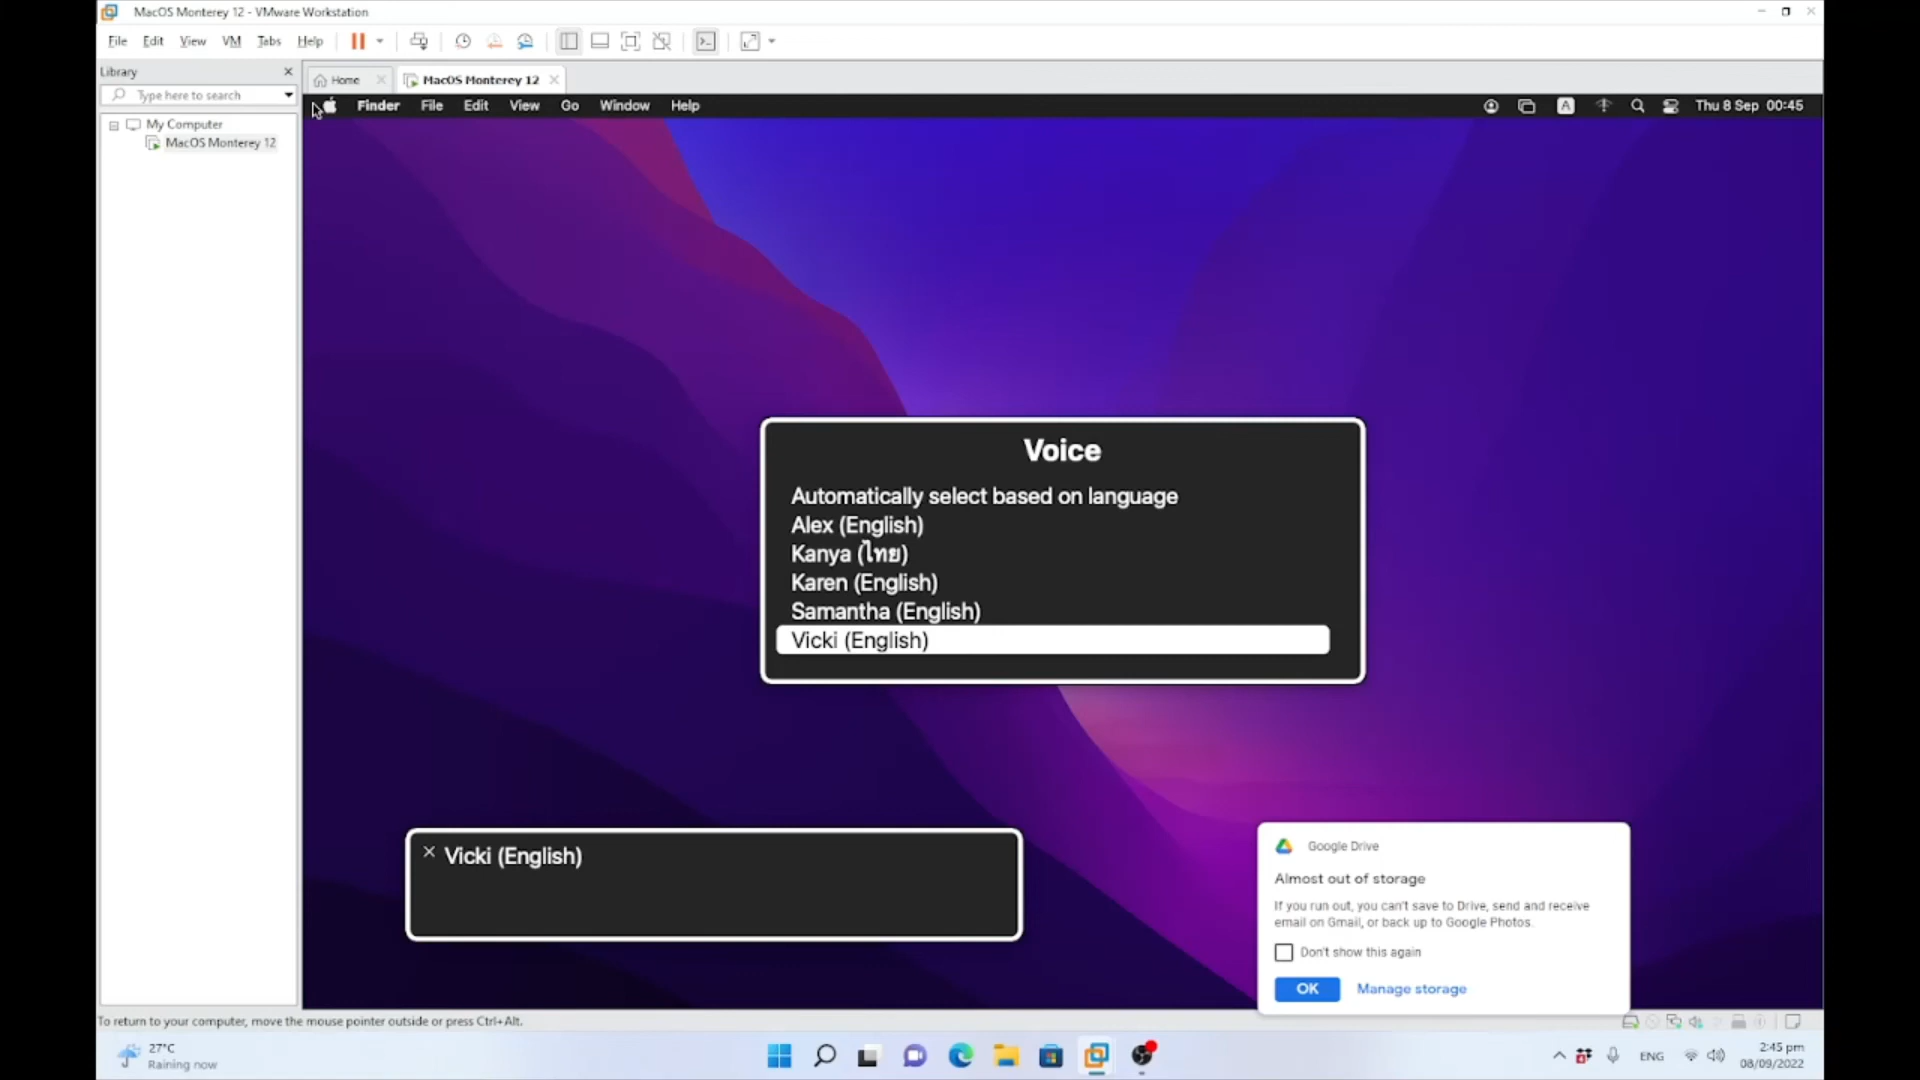 MacOS Monterey 12 - VMware Workstation
File Edit View VM Tabs Help
Library
Type here to search
My Computer
MacOS Monterey 12
Home
MacOS Monterey 12
Finder File Edit View Go Window Help
A
Thu 8 Sep 00:45
Voice
Automatically select based on language
Alex (English)
Kanya (ไทย)
Karen (English)
Samantha (English)
Vicki (English)
Vicki (English)
Google Drive
Almost out of storage
If you run out, you can't save to Drive, send and receive
email on Gmail, or back up to Google Photos.
Don't show this again
OK Manage storage
To return to your computer, move the mouse pointer outside or press Ctrl+Alt.
27°C
Raining now
ENG
2:45 pm
08/09/2022